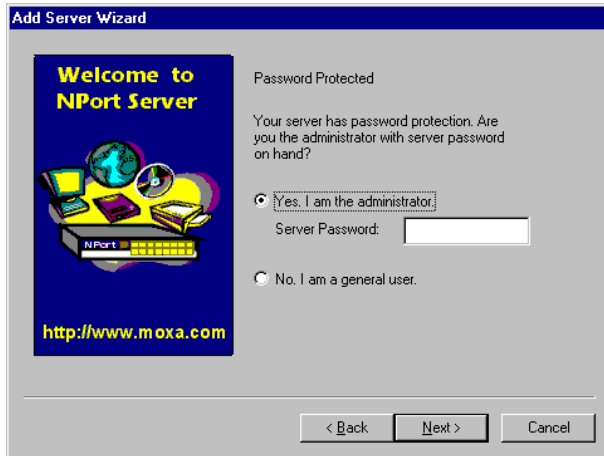 Add Server Wizard
Welcome to
NPort Server
NPort
http://www.moxa.com
Password Protected
Your server has password protection. Are
you the administrator with server password
on hand?
Yes. I am the administrator.
Server Password:
No. I am a general user.
< Back
Next >
Cancel